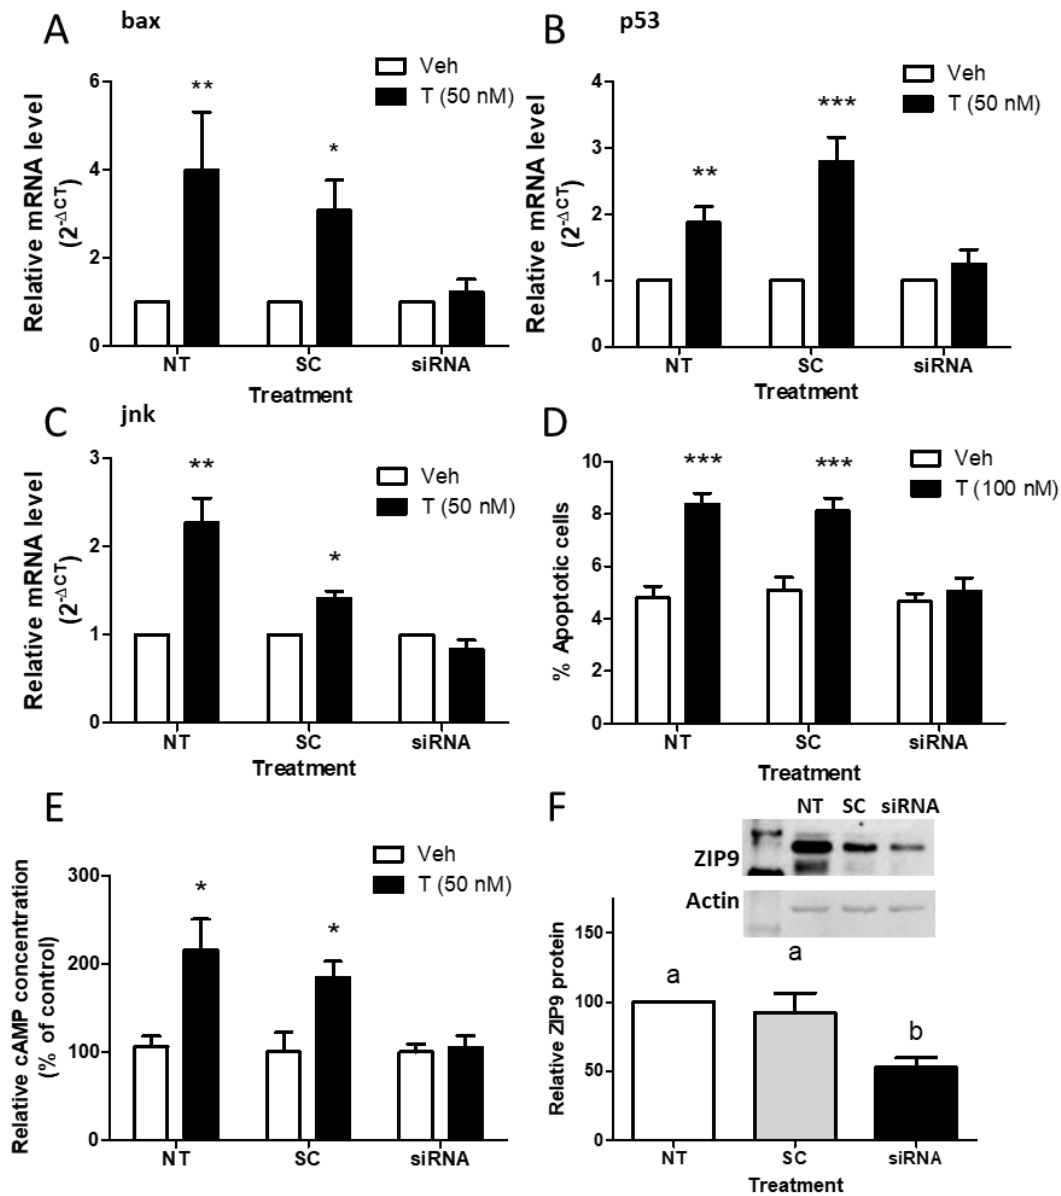 A bax
Veh
T (50 nM)
Relative mRNA level
(2-ΔCT)
6
4
2
0
**
*
NT SC siRNA
Treatment
B p53
Veh
T (50 nM)
Relative mRNA level
(2-ΔCT)
4
3
2
1
0
**
***
NT SC siRNA
Treatment
C jnk
Veh
T (50 nM)
Relative mRNA level
(2-ΔCT)
3
2
1
0
**
*
NT SC siRNA
Treatment
D
Veh
T (100 nM)
% Apoptotic cells
10
8
6
4
2
0
***
***
NT SC siRNA
Treatment
E
Veh
T (50 nM)
Relative cAMP concentration
(% of control)
300
200
100
0
*
*
NT SC siRNA
F
NT SC siRNA
ZIP9
Actin
Relative ZIP9 protein
150
100
50
0
a
a
b
NT SC siRNA
Treatment